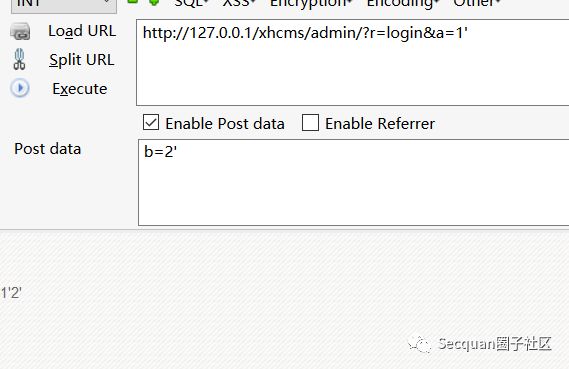 INT SQL XSS Encryption Encoding Other
Load URL http://127.0.0.1/xhcms/admin/?r=login&a=1'
Split URL
Execute
Enable Post data Enable Referrer
Post data b=2'
1'2'
Secquan圈子社区